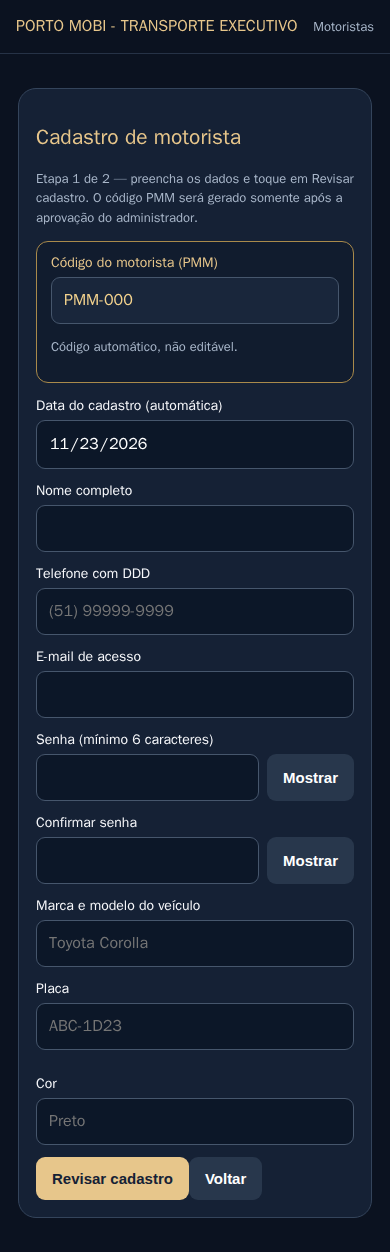 PORTO MOBI - TRANSPORTE EXECUTIVO Motoristas
Cadastro de motorista
Etapa 1 de 2 — preencha os dados e toque em Revisar
cadastro. O código PMM será gerado somente após a
aprovação do administrador.
Código do motorista (PMM)
PMM-000
Código automático, não editável.
Data do cadastro (automática)
11/23/2026
Nome completo
Telefone com DDD
(51) 99999-9999
E-mail de acesso
Senha (mínimo 6 caracteres)
Mostrar
Confirmar senha
Mostrar
Marca e modelo do veículo
Toyota Corolla
Placa
ABC-1D23
Cor
Preto
Revisar cadastro Voltar